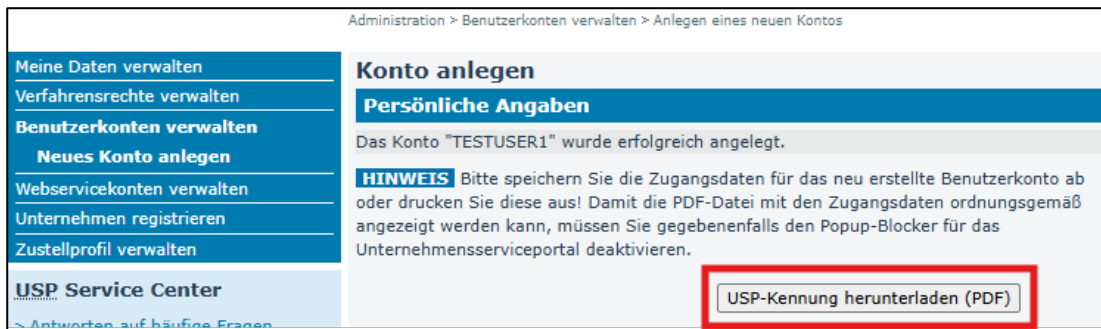 Administration > Benutzerkonten verwalten > Anlegen eines neuen Kontos
Meine Daten verwalten
Verfahrensrechte verwalten
Benutzerkonten verwalten
Neues Konto anlegen
Webservicekonten verwalten
Unternehmen registrieren
Zustellprofil verwalten
USP Service Center
> Antworten auf häufige Fragen
Konto anlegen
Persönliche Angaben
Das Konto "TESTUSER1" wurde erfolgreich angelegt.
HINWEIS Bitte speichern Sie die Zugangsdaten für das neu erstellte Benutzerkonto ab
oder drucken Sie diese aus! Damit die PDF-Datei mit den Zugangsdaten ordnungsgemäß
angezeigt werden kann, müssen Sie gegebenenfalls den Popup-Blocker für das
Unternehmensserviceportal deaktivieren.
USP-Kennung herunterladen (PDF)